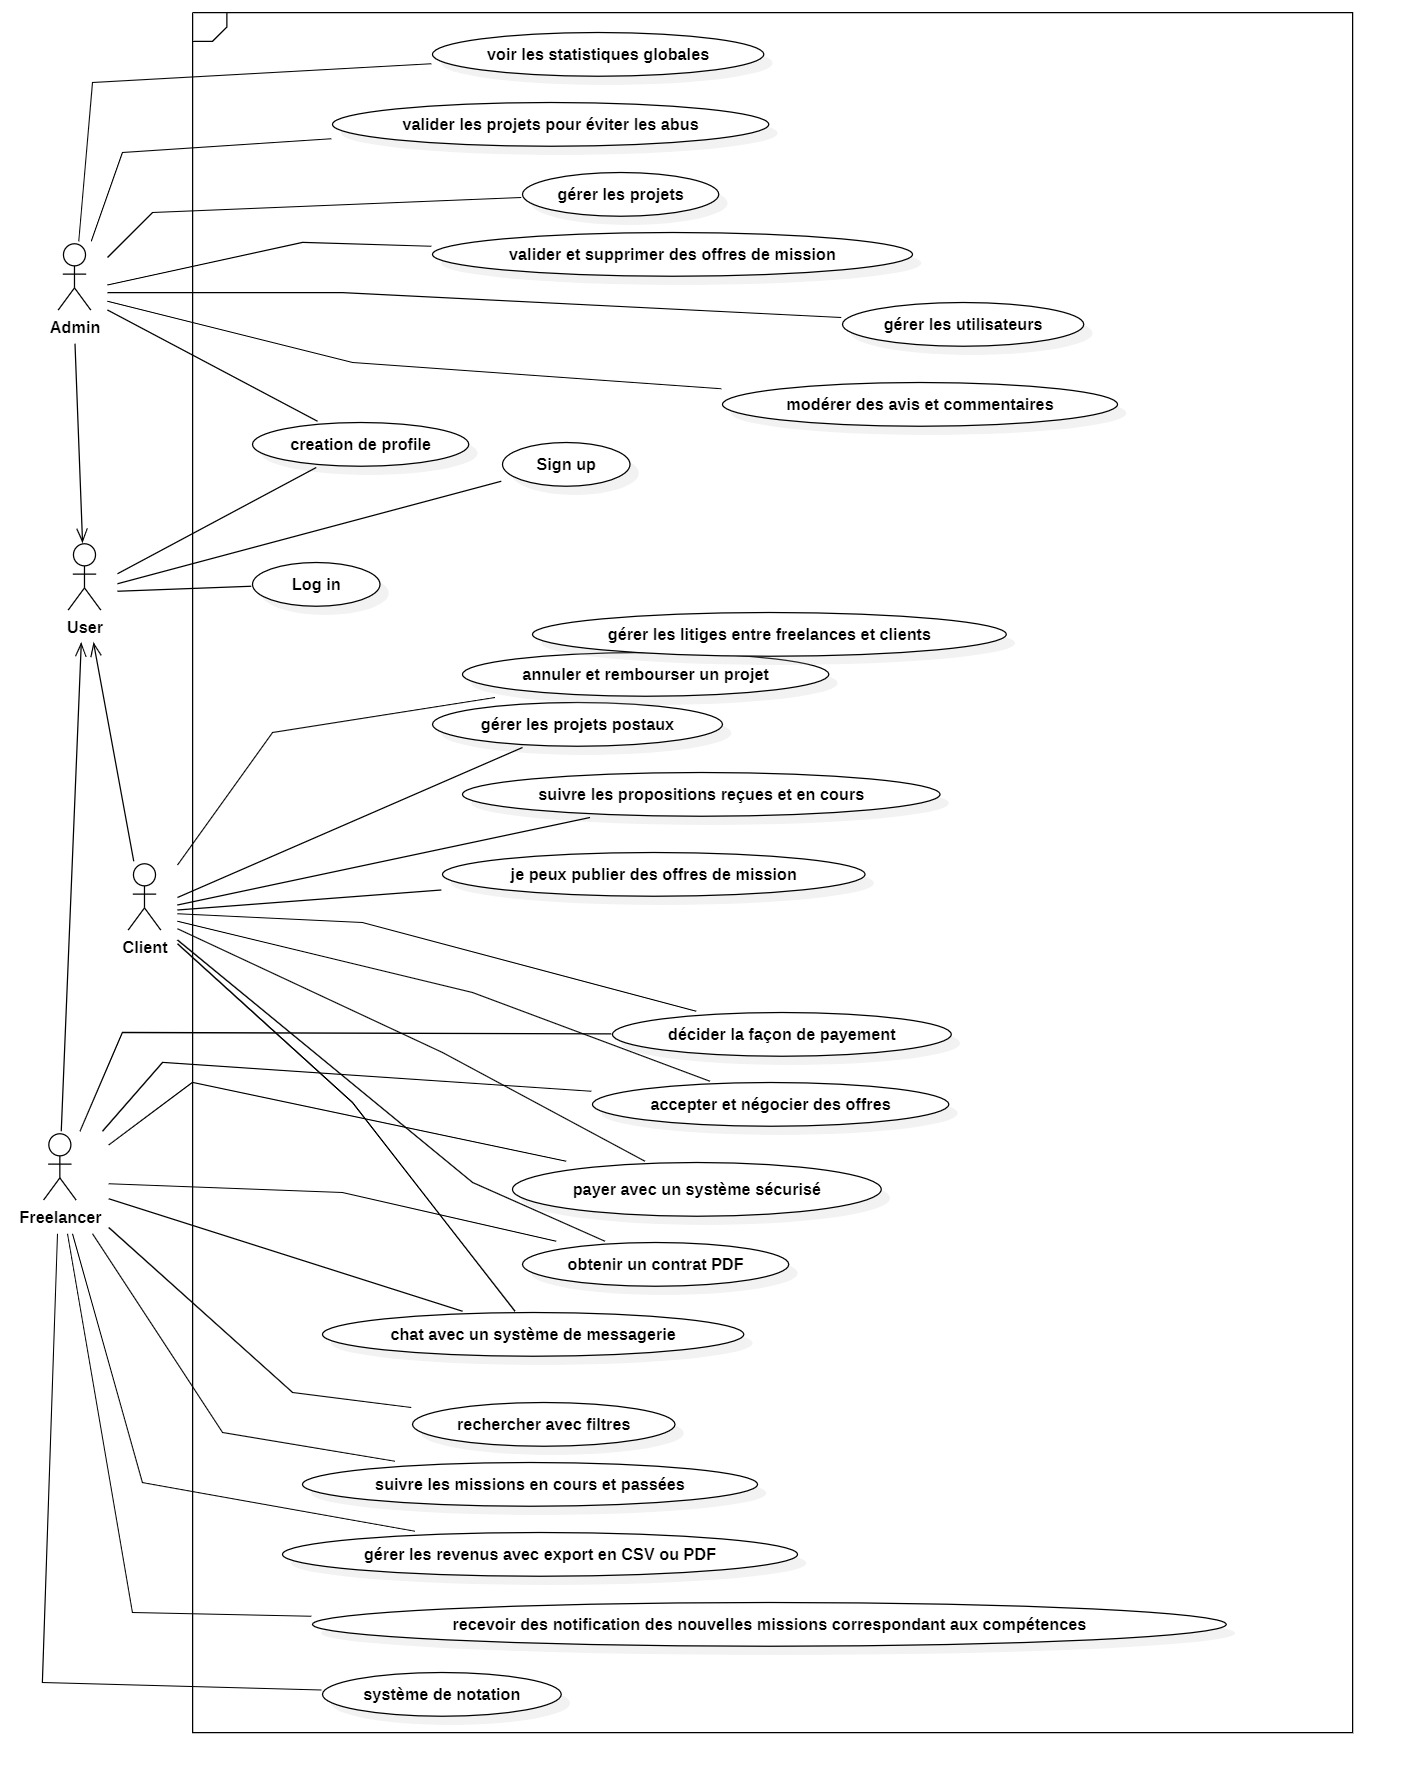 voir les statistiques globales
valider les projets pour éviter les abus
gérer les projets
valider et supprimer des offres de mission
gérer les utilisateurs
Admin
modérer des avis et commentaires
creation de profile
Sign up
Log in
User
gérer les litiges entre freelances et clients
annuler et rembourser un projet
gérer les projets postaux
suivre les propositions reçues et en cours
je peux publier des offres de mission
Client
décider la façon de payement
accepter et négocier des offres
payer avec un système sécurisé
Freelancer
obtenir un contrat PDF
chat avec un système de messagerie
rechercher avec filtres
suivre les missions en cours et passées
gérer les revenus avec export en CSV ou PDF
recevoir des notification des nouvelles missions correspondant aux compétences
système de notation